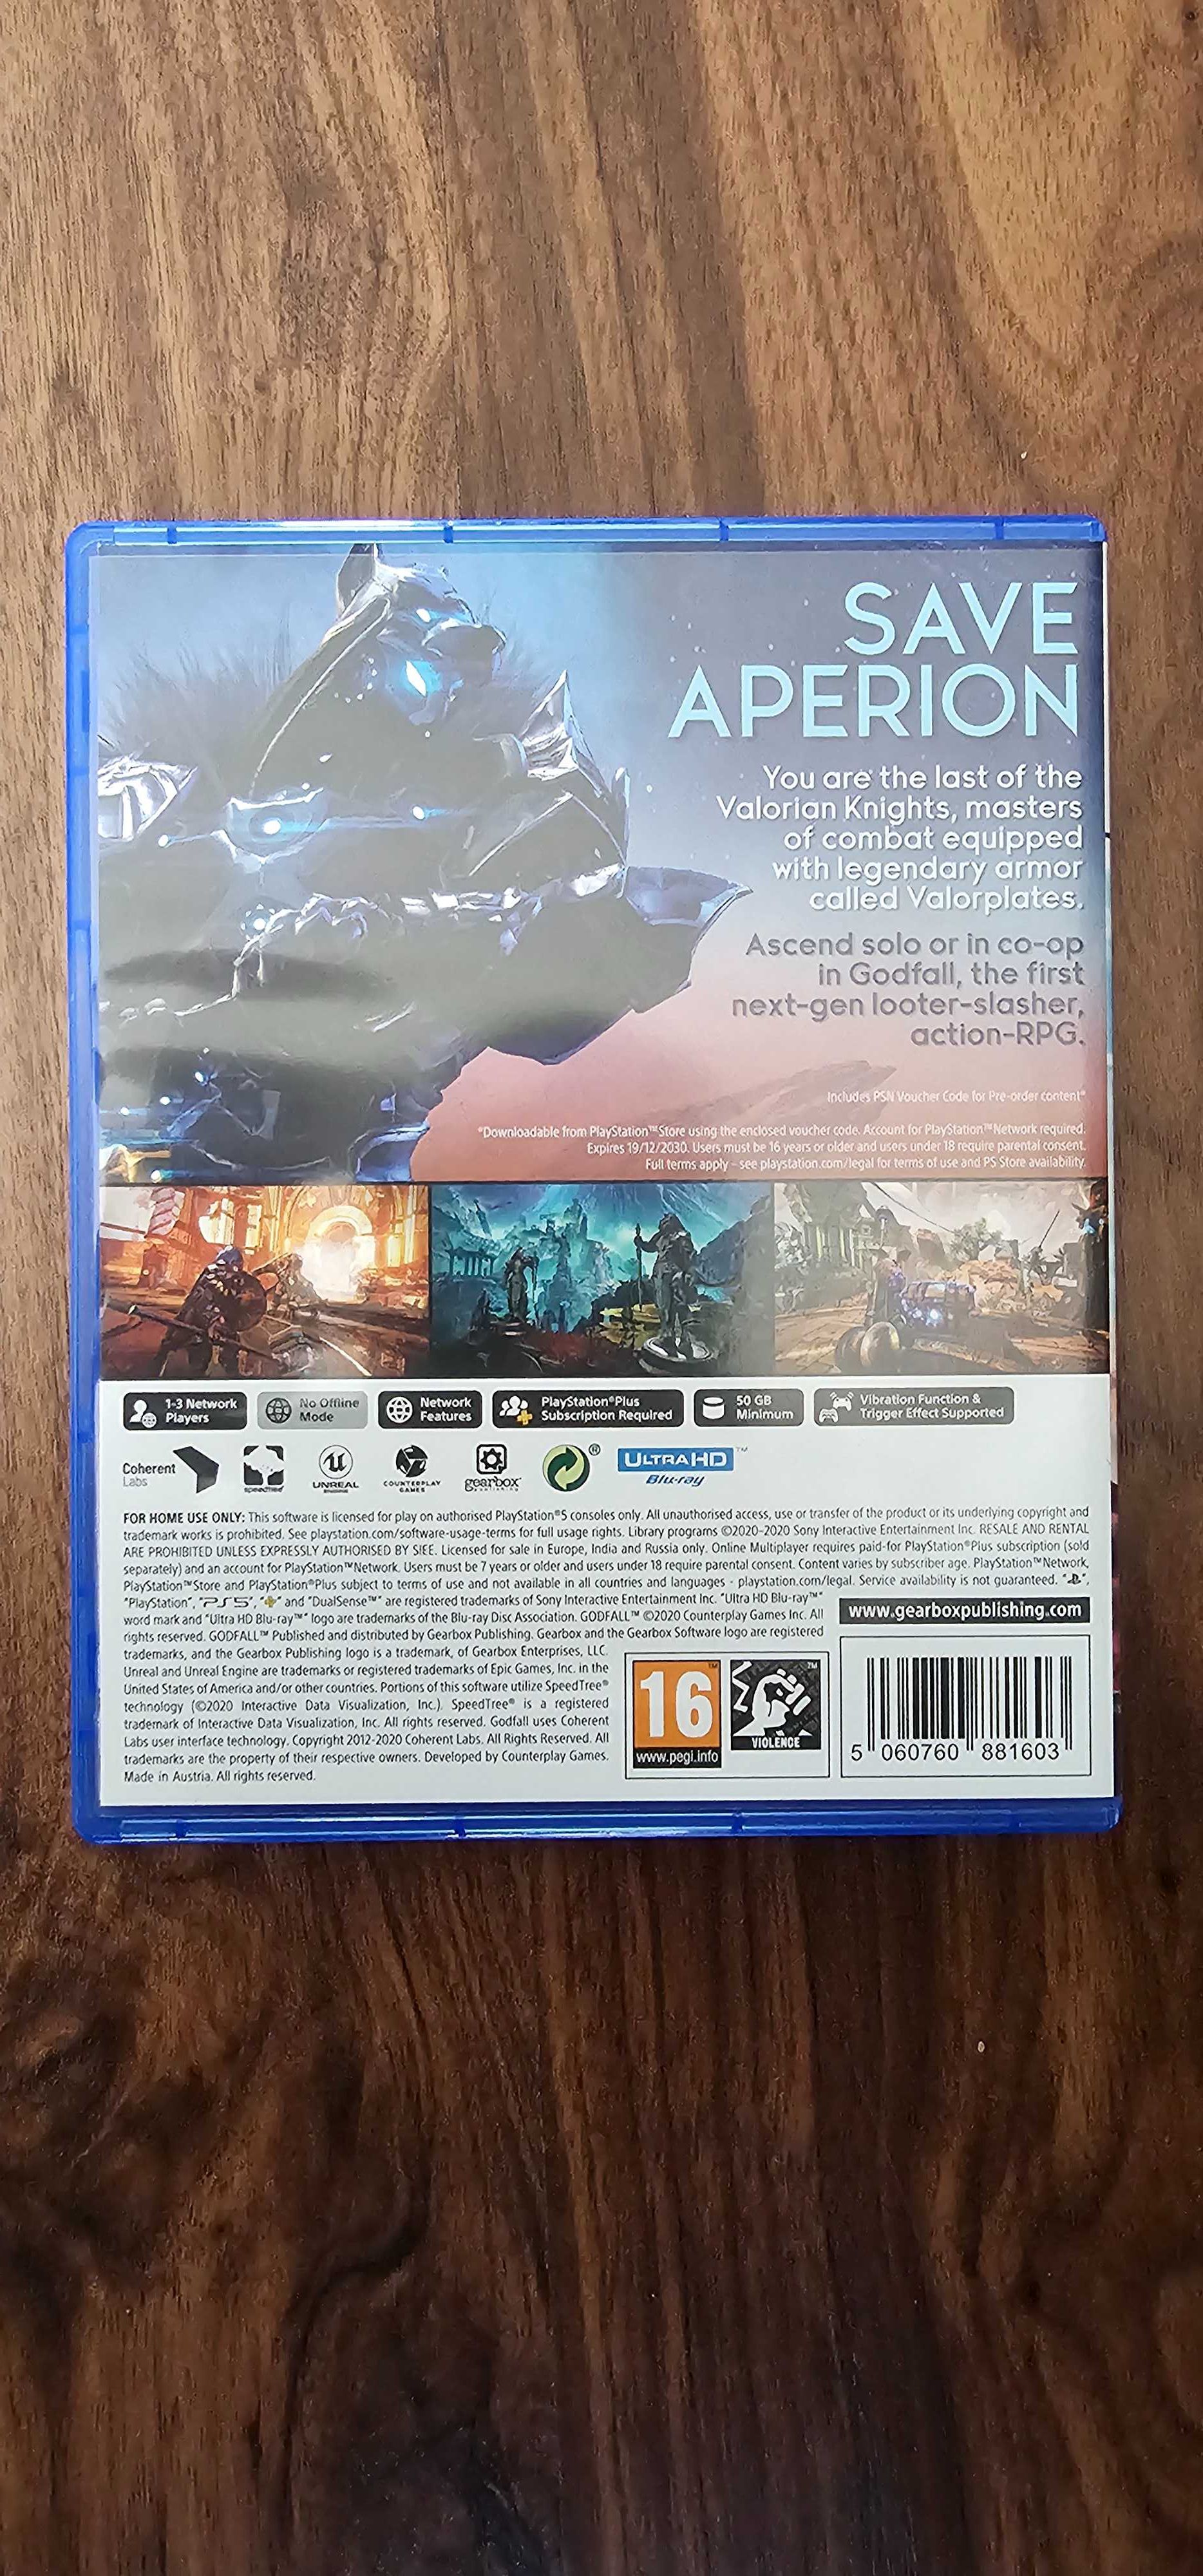 SAVE
APERION
You are the last of the
Valorian Knights, masters
of combat equipped
with legendary armor
called Valorplates.
Ascend solo or in co-op
in Godfall, the first
next-gen looter-slasher,
action-RPG.
Includes PSN Voucher Code for Pre-order content*
*Downloadable from PlayStation™Store using the enclosed voucher code. Account for PlayStation™Network required.
Expires 19/12/2030. Users must be 16 years or older and users under 18 require parental consent.
Full terms apply - see playstation.com/legal for terms of use and PS Store availability.
1-3 Network
Players
No Offline
Mode
Network
Features
PlayStation®Plus
Subscription Required
50 GB
Minimum
Vibration Function &
Trigger Effect Supported
Coherent
Labs
SPEEDTREE®
UNREAL
ENGINE
COUNTERPLAY
GAMES
gearbox
PUBLISHING
®
ULTRA HD™
Blu-ray
FOR HOME USE ONLY: This software is licensed for play on authorised PlayStation®5 consoles only. All unauthorised access, use or transfer of the product or its underlying copyright and
trademark works is prohibited. See playstation.com/software-usage-terms for full usage rights. Library programs ©2020-2020 Sony Interactive Entertainment Inc. RESALE AND RENTAL
ARE PROHIBITED UNLESS EXPRESSLY AUTHORISED BY SIEE. Licensed for sale in Europe, India and Russia only. Online Multiplayer requires paid-for PlayStation®Plus subscription (sold
separately) and an account for PlayStation™Network. Users must be 7 years or older and users under 18 require parental consent. Content varies by subscriber age. PlayStation™Network,
PlayStation™Store and PlayStation®Plus subject to terms of use and not available in all countries and languages - playstation.com/legal. Service availability is not guaranteed. "PS",
"PlayStation", "PS5", "✚" and "DualSense™" are registered trademarks of Sony Interactive Entertainment Inc. "Ultra HD Blu-ray™"
word mark and "Ultra HD Blu-ray™" logo are trademarks of the Blu-ray Disc Association. GODFALL™ ©2020 Counterplay Games Inc. All
rights reserved. GODFALL™ Published and distributed by Gearbox Publishing. Gearbox and the Gearbox Software logo are registered
trademarks, and the Gearbox Publishing logo is a trademark, of Gearbox Enterprises, LLC.
Unreal and Unreal Engine are trademarks or registered trademarks of Epic Games, Inc. in the
United States of America and/or other countries. Portions of this software utilize SpeedTree®
technology (©2020 Interactive Data Visualization, Inc.). SpeedTree® is a registered
trademark of Interactive Data Visualization, Inc. All rights reserved. Godfall uses Coherent
Labs user interface technology. Copyright 2012-2020 Coherent Labs. All Rights Reserved. All
trademarks are the property of their respective owners. Developed by Counterplay Games.
Made in Austria. All rights reserved.
www.gearboxpublishing.com
16™
www.pegi.info
™
VIOLENCE
5 060760 881603